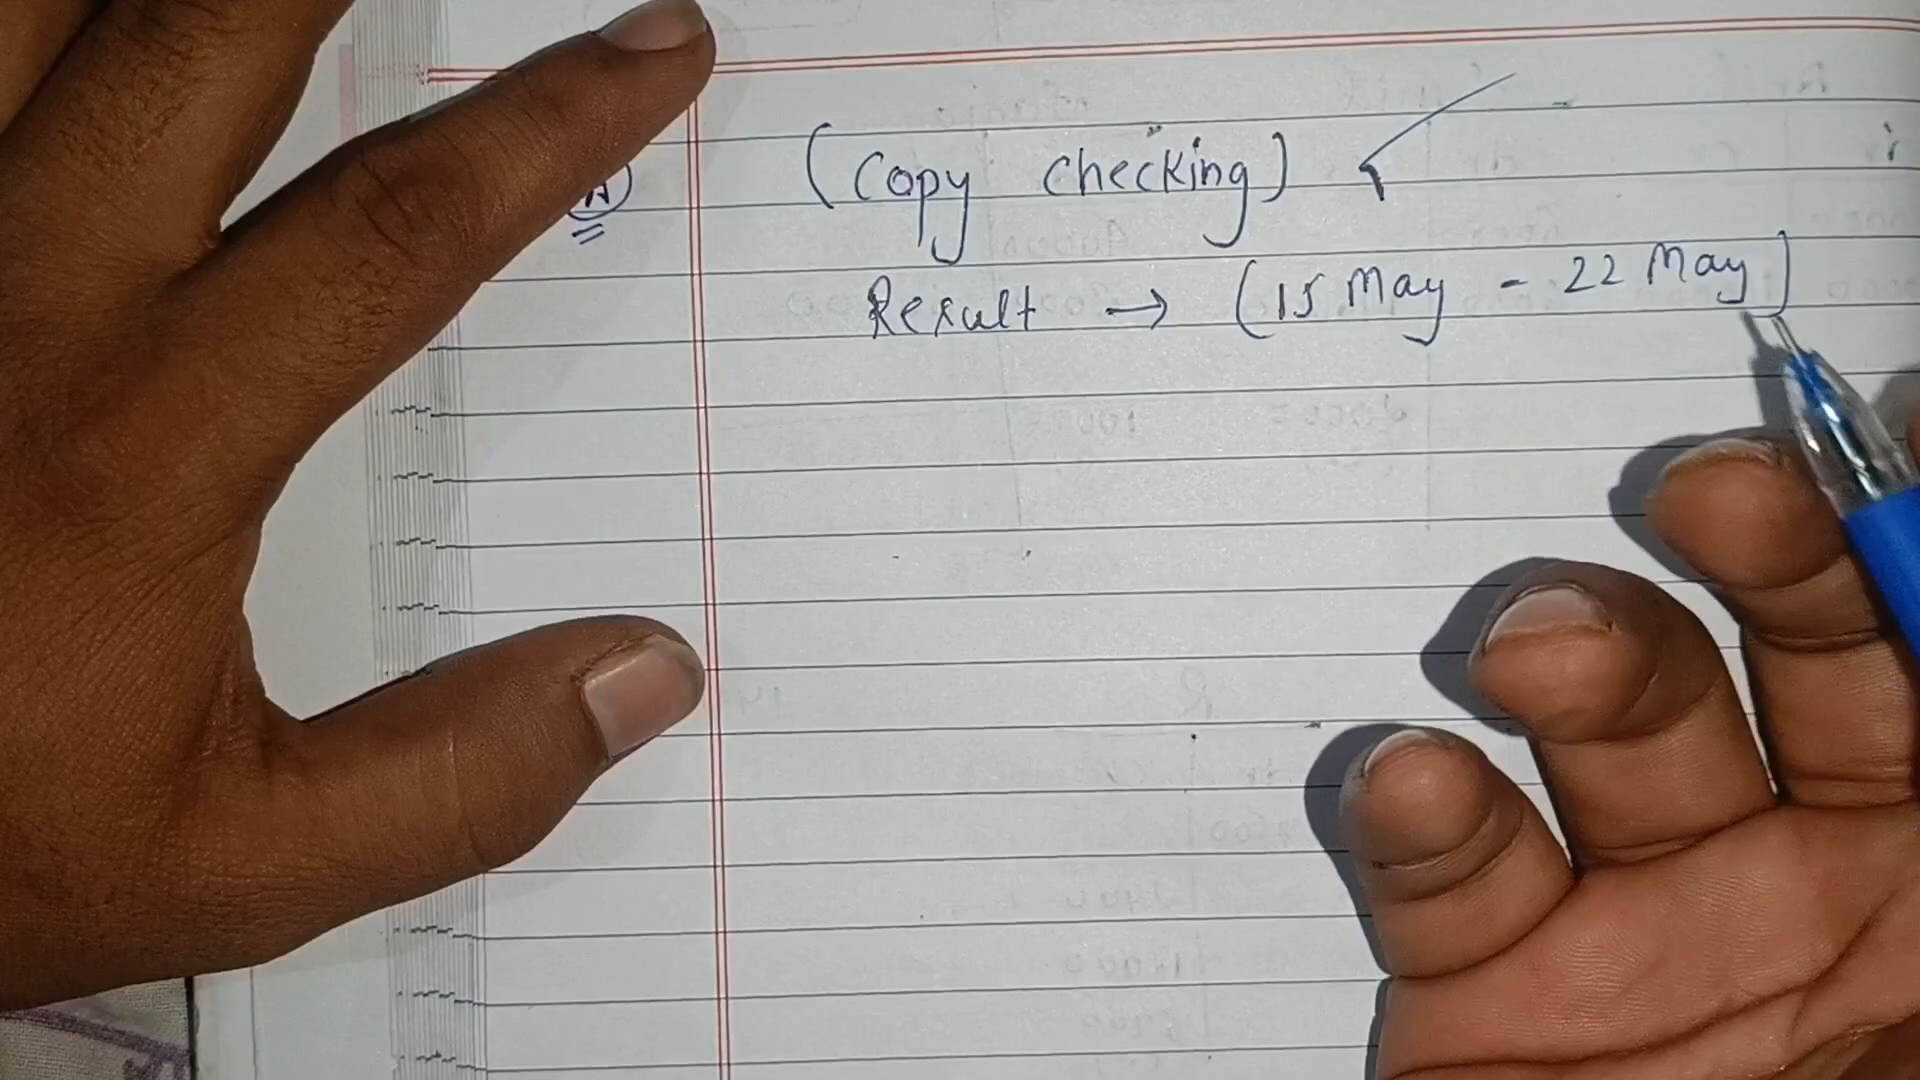 (Copy checking)
Result → (15 May - 22 May)